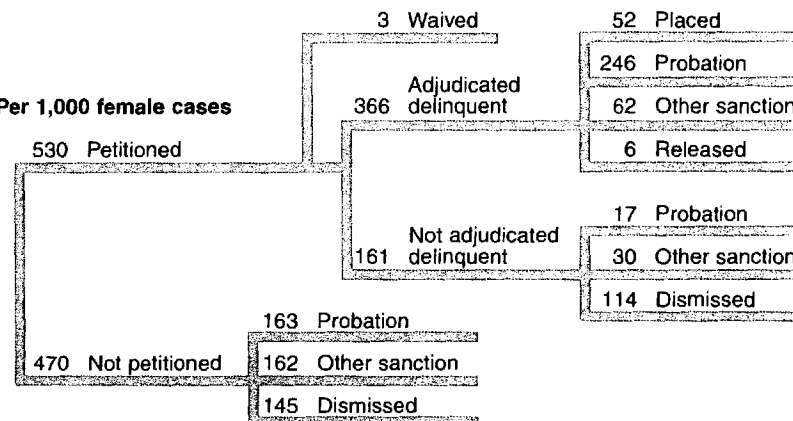 3 Waived
52 Placed
246 Probation
Per 1,000 female cases
366 Adjudicated
delinquent
62 Other sanction
530 Petitioned
6 Released
17 Probation
161 Not adjudicated
delinquent
30 Other sanction
114 Dismissed
163 Probation
470 Not petitioned
162 Other sanction
145 Dismissed